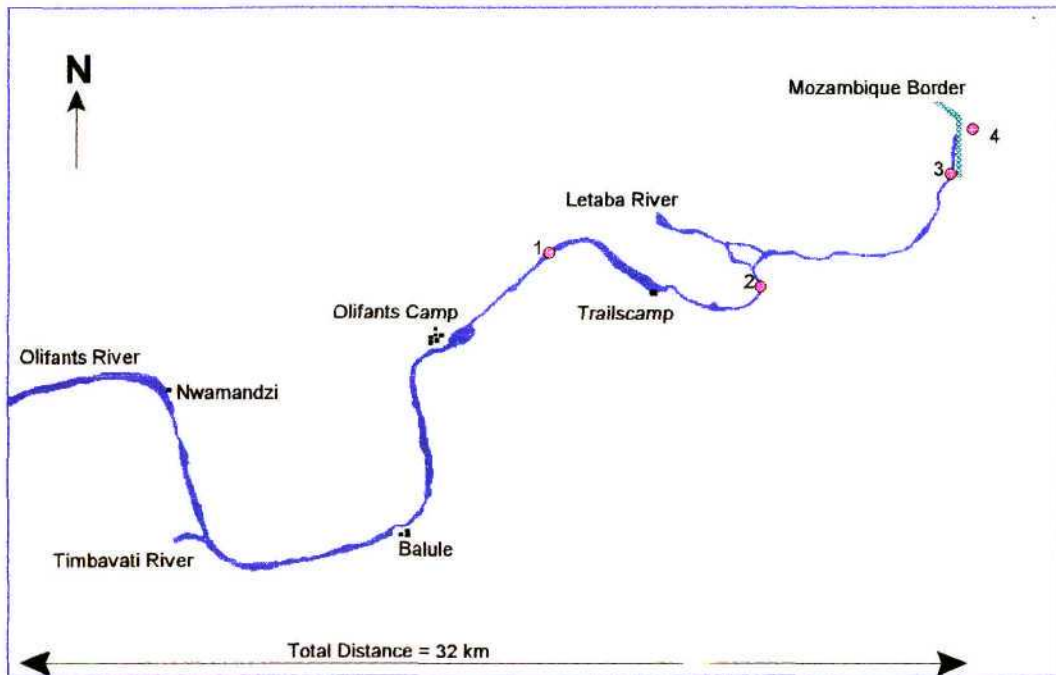 N
Mozambique Border
4
3
Letaba River
1
2
Olifants Camp
Trailscamp
Olifants River
Nwamandzi
Balule
Timbavati River
Total Distance = 32 km